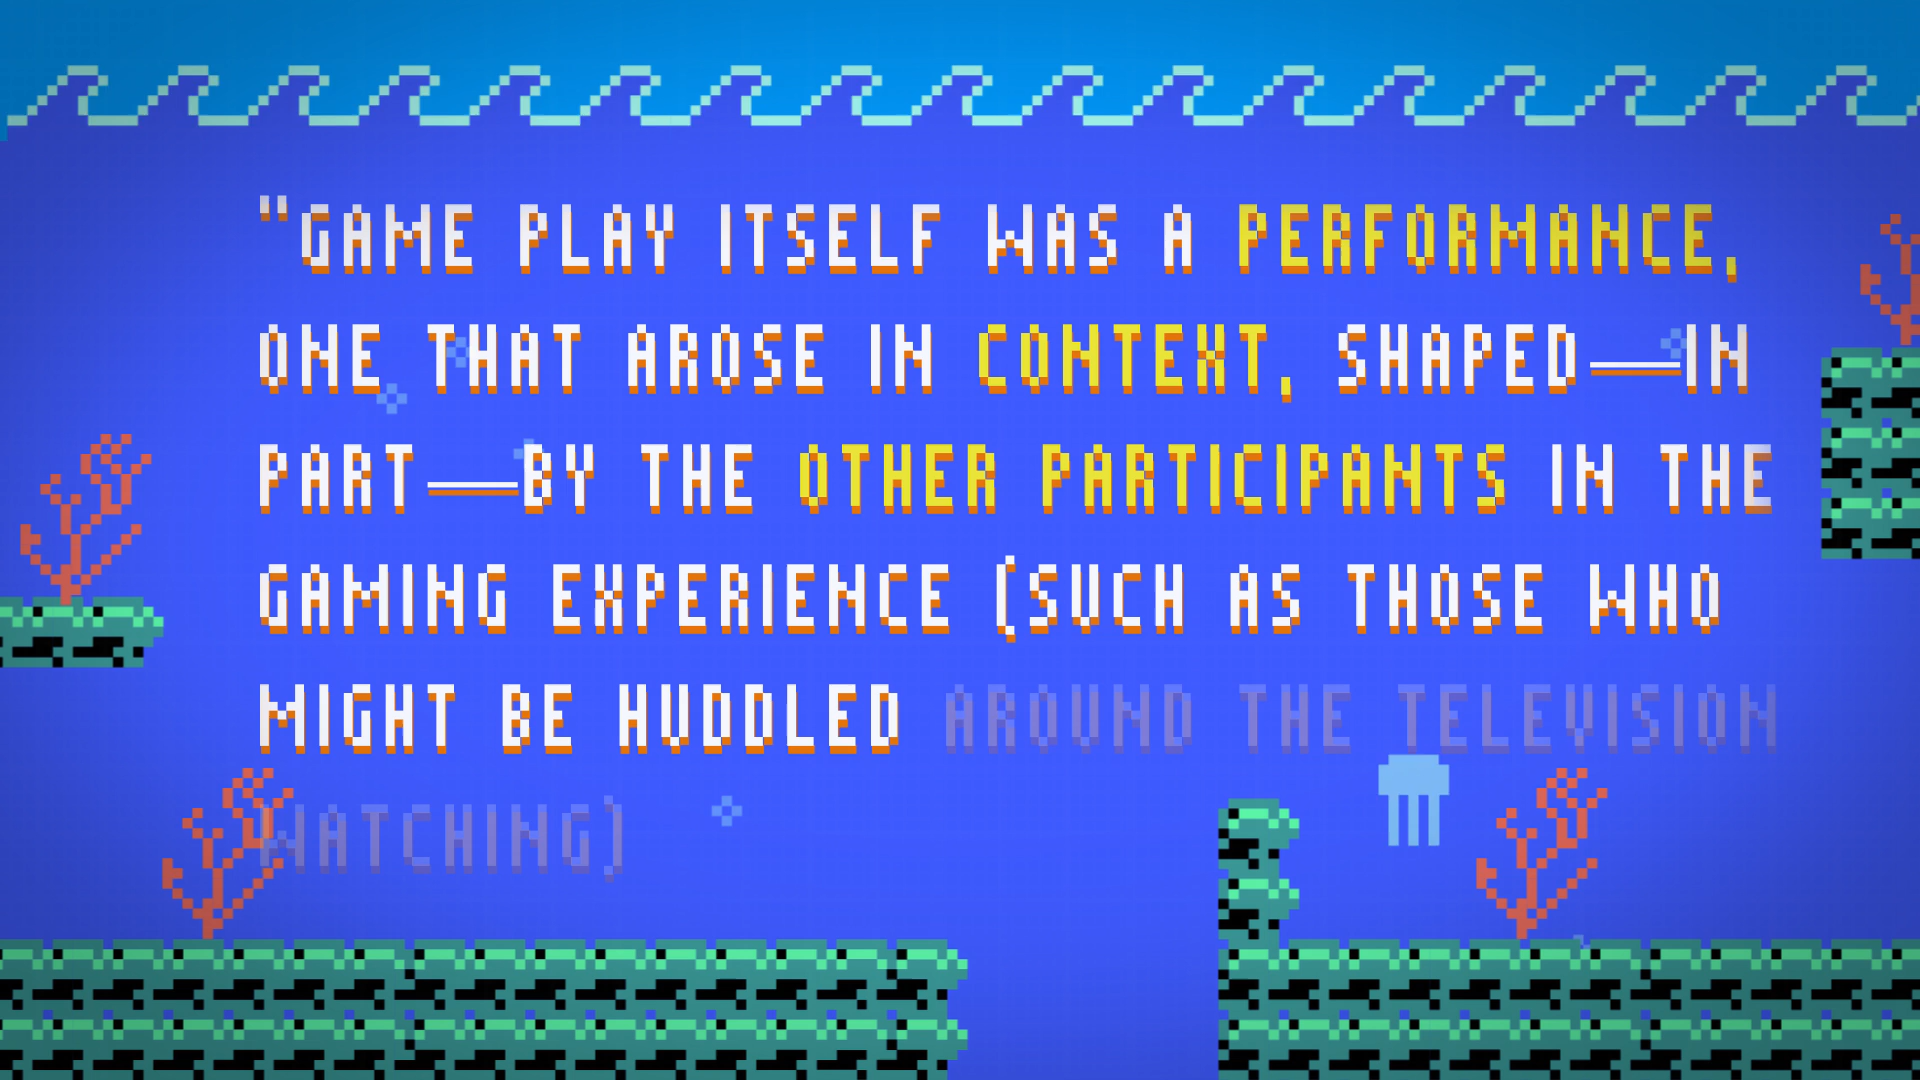 "GAME PLAY ITSELF WAS A PERFORMANCE,
ONE THAT AROSE IN CONTEXT, SHAPED—IN
PART—BY THE OTHER PARTICIPANTS IN THE
GAMING EXPERIENCE (SUCH AS THOSE WHO
MIGHT BE HUDDLED AROUND THE TELEVISION
WATCHING)